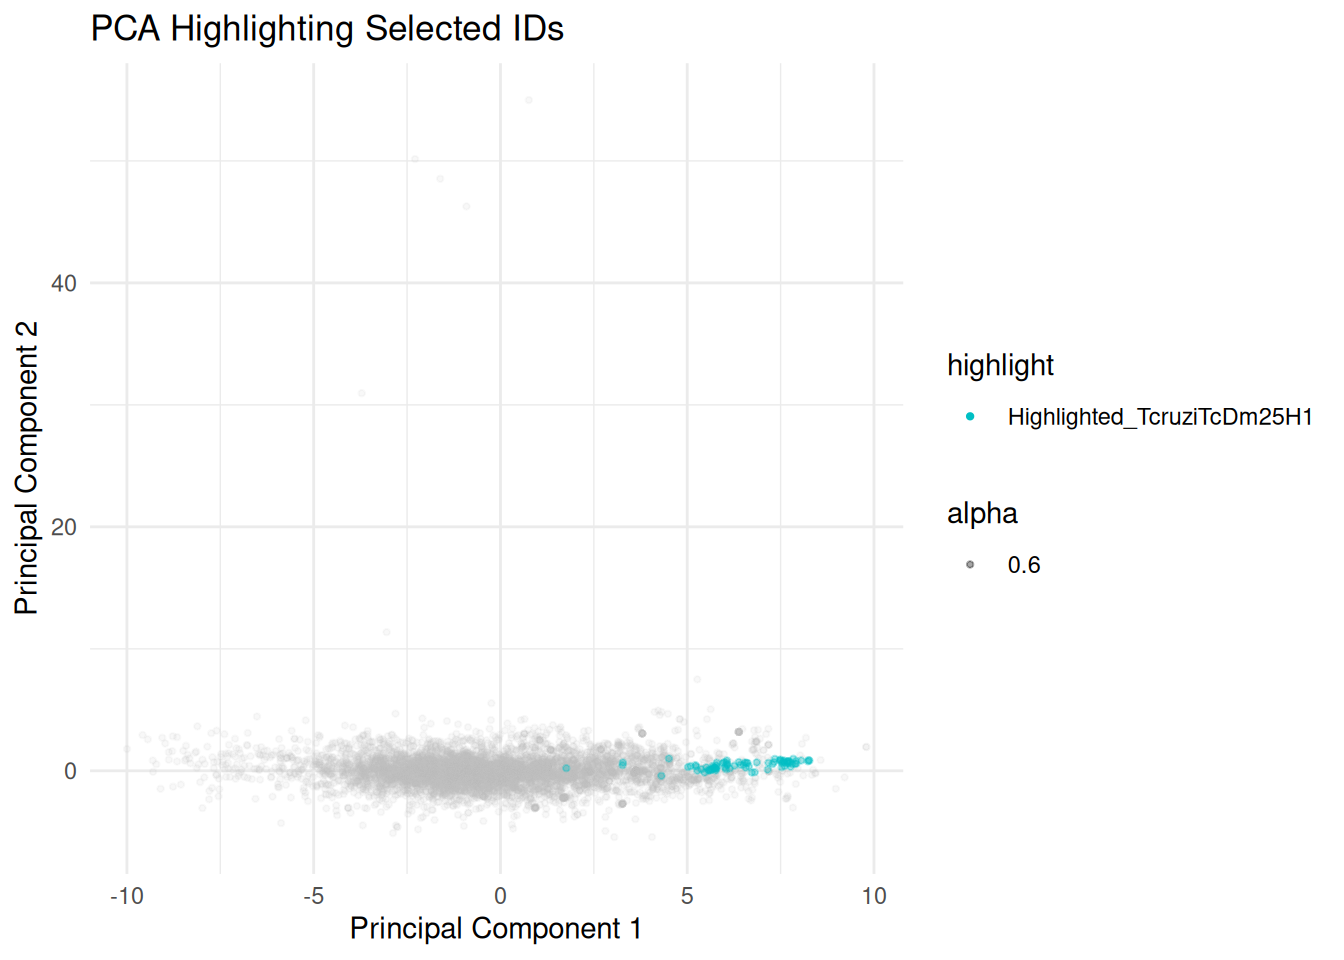 PCA Highlighting Selected IDs
Principal Component 2
40
20
0
-10
-5
0
5
10
Principal Component 1
highlight
Highlighted_TcruziTcDm25H1
alpha
0.6